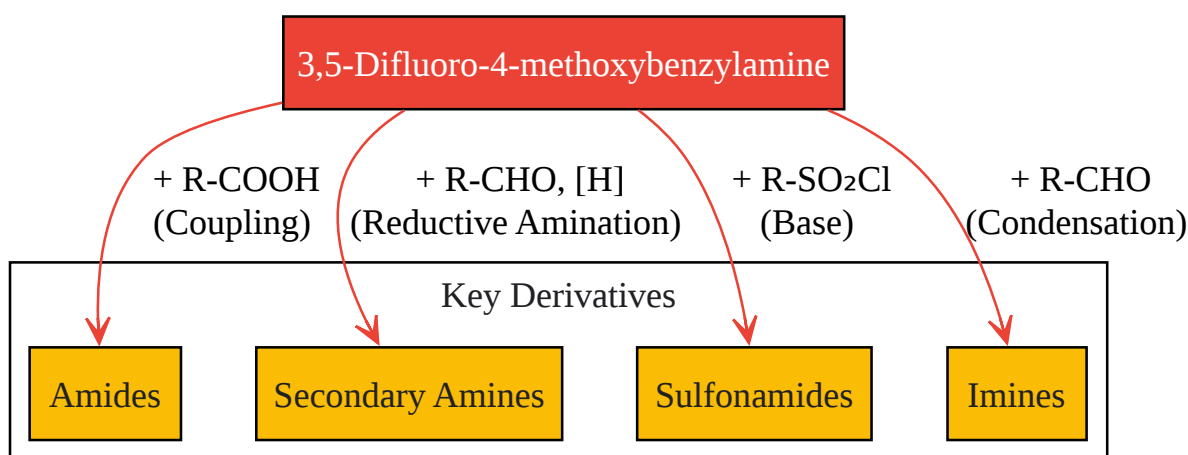 3,5-Difluoro-4-methoxybenzylamine
+ R-COOH
(Coupling)
+ R-CHO, [H]
(Reductive Amination)
+ R-SO₂Cl
(Base)
+ R-CHO
(Condensation)
Key Derivatives
Amides
Secondary Amines
Sulfonamides
Imines